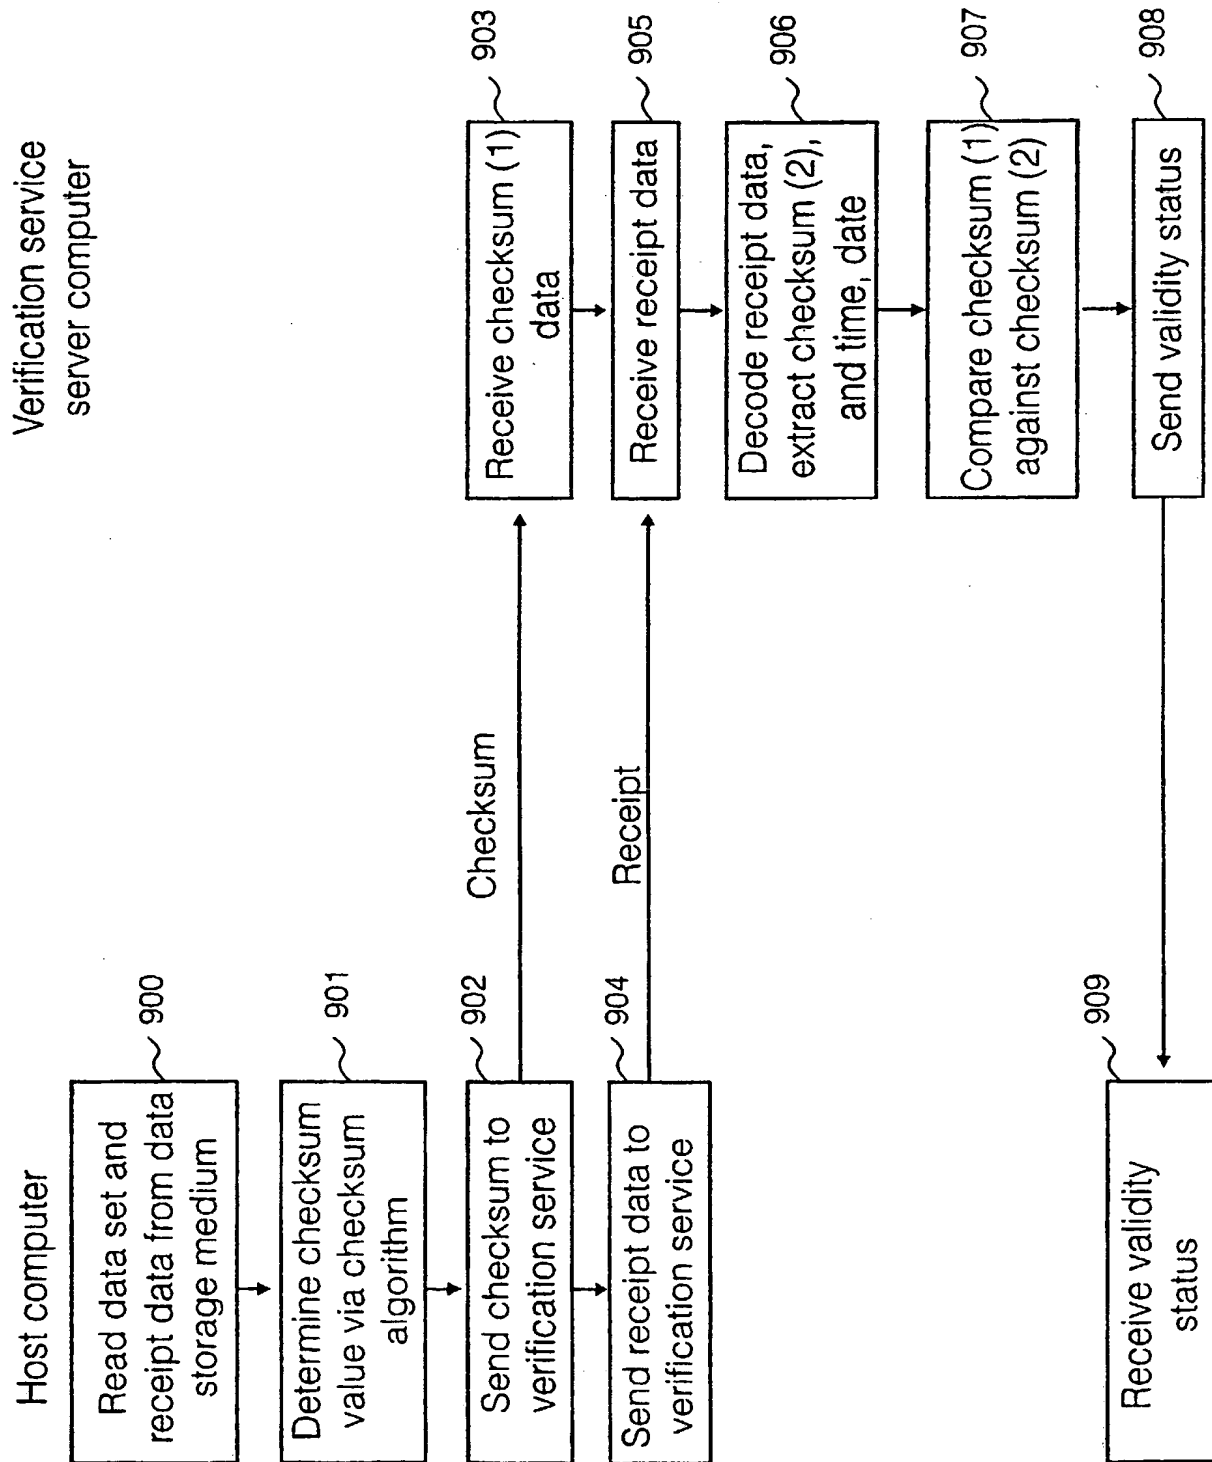 Host computer
Verification service
server computer
Read data set and
receipt data from data
storage medium
900
Determine checksum
value via checksum
algorithm
901
Send checksum to
verification service
902
Checksum
Receive checksum (1)
data
903
Send receipt data to
verification service
904
Receipt
Receive receipt data
905
Decode receipt data,
extract checksum (2),
and time, date
906
Compare checksum (1)
against checksum (2)
907
Send validity status
908
Receive validity
status
909